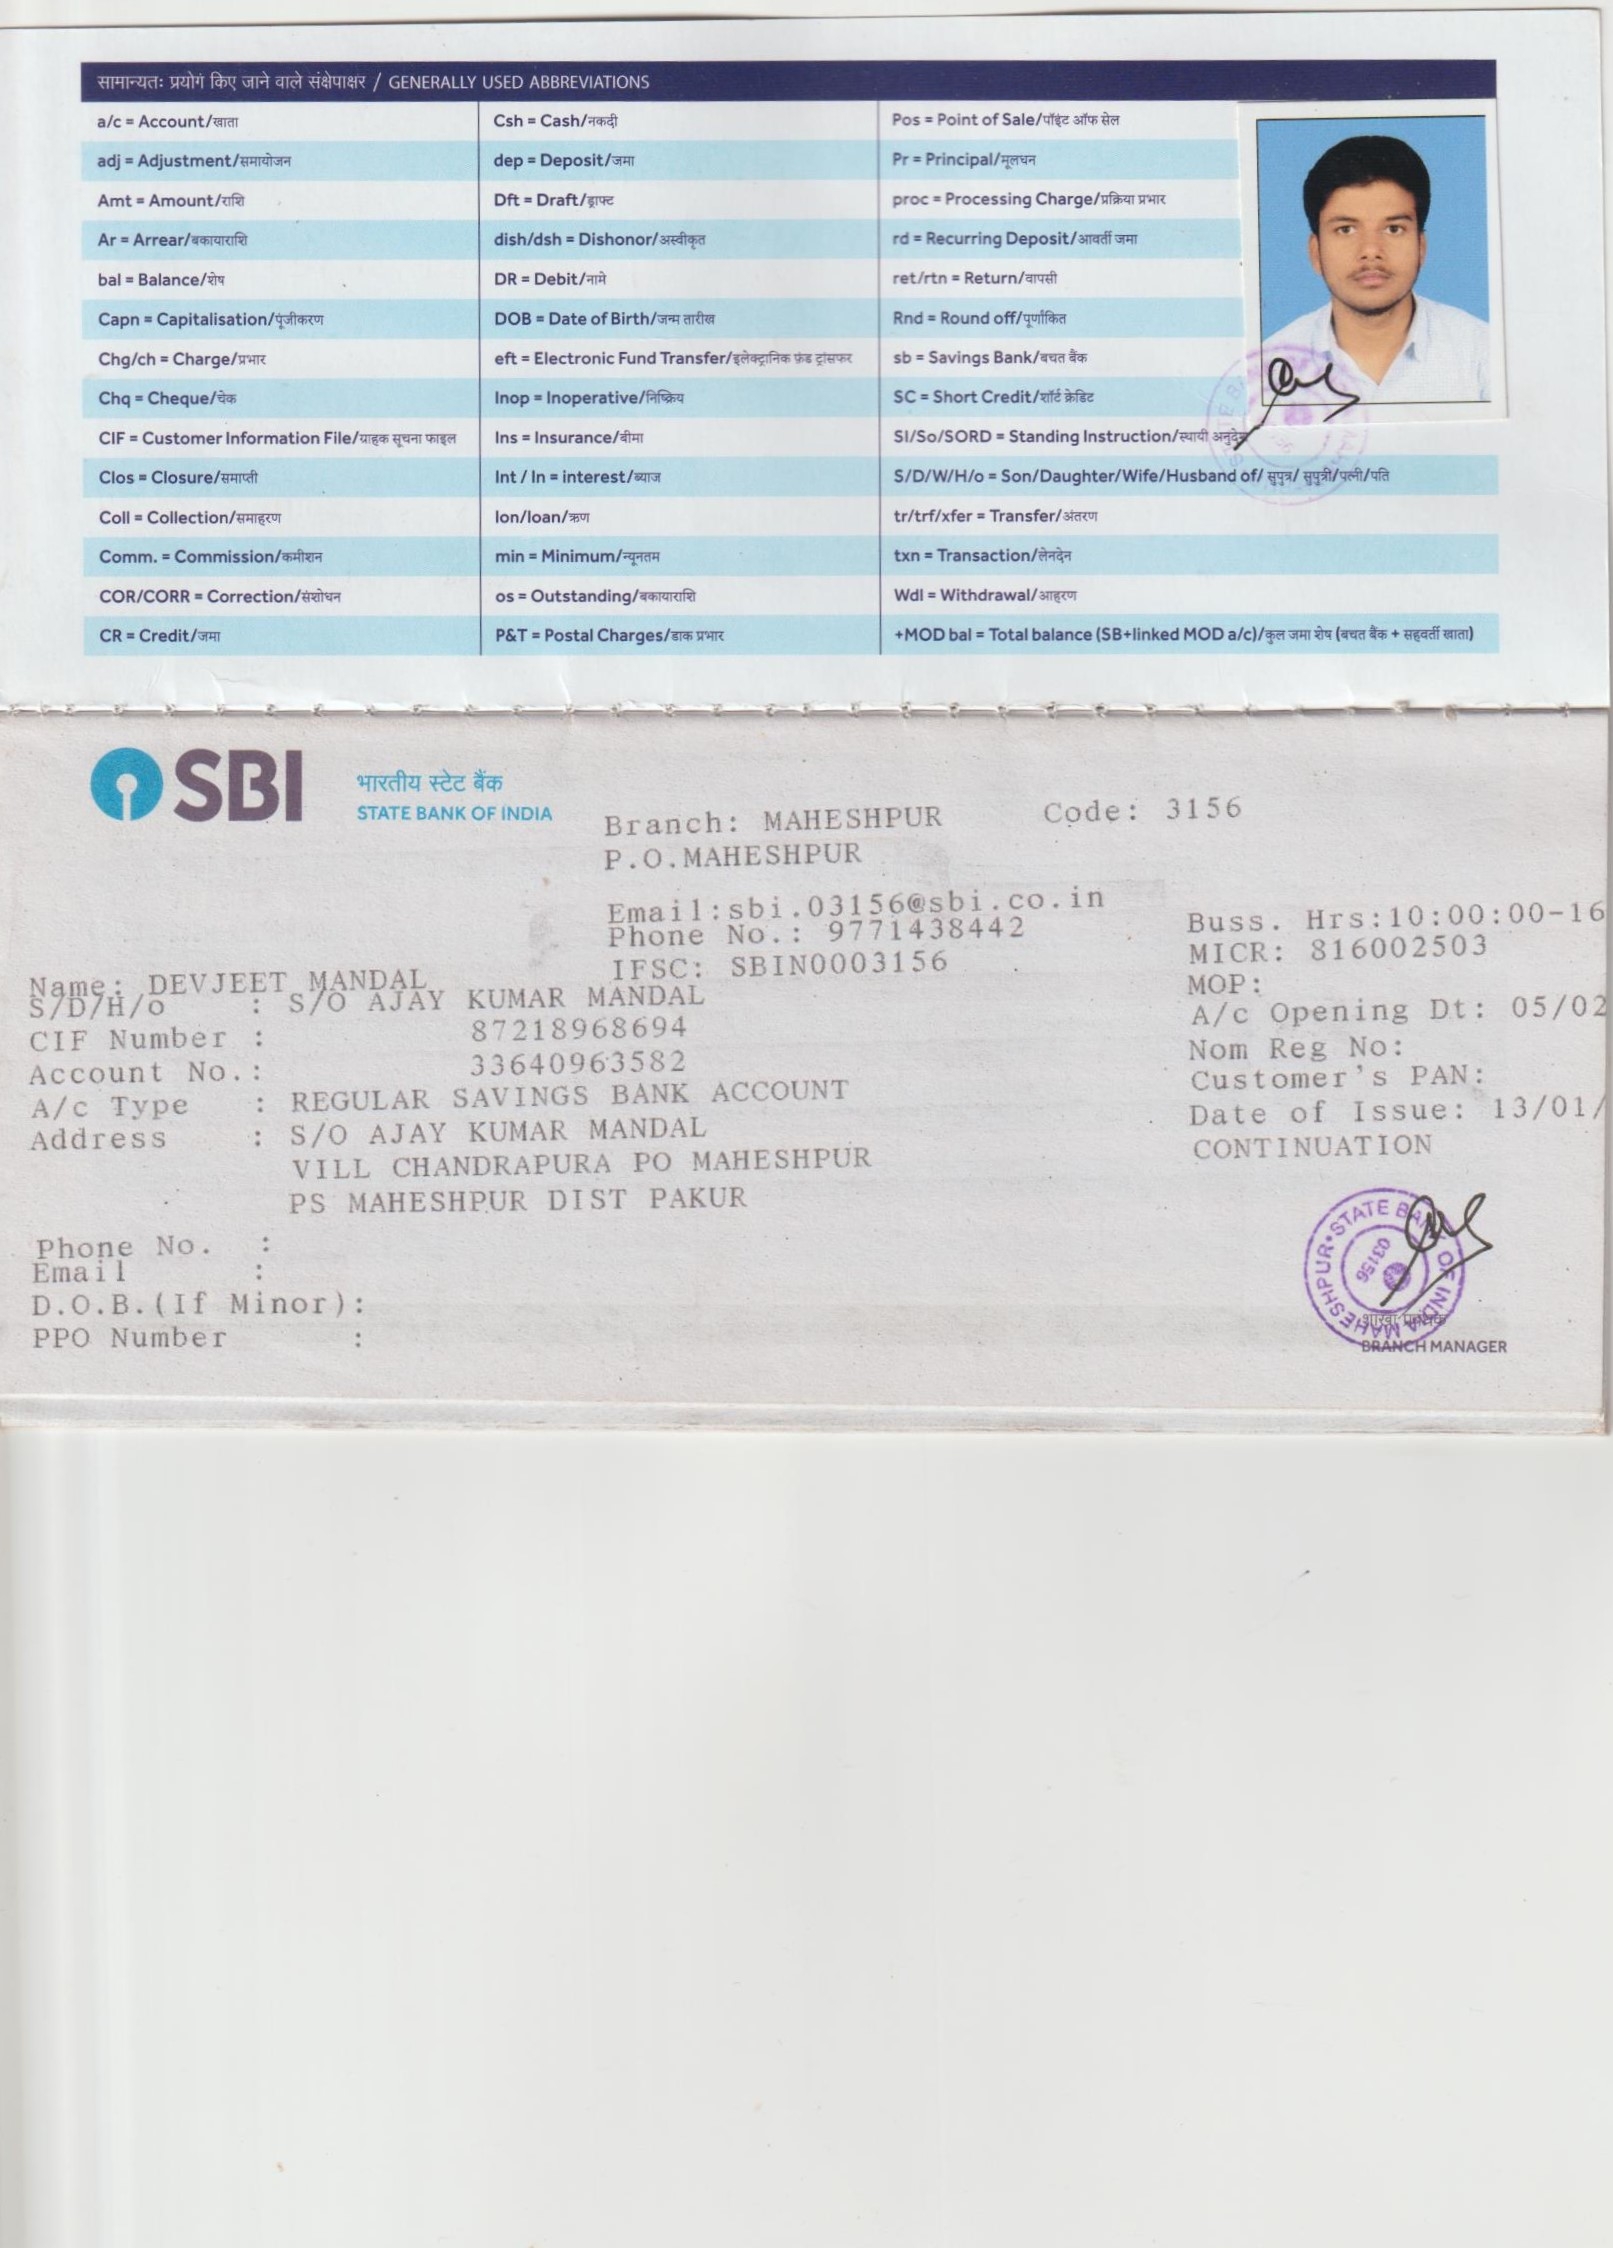 सामान्यतः प्रयोग किए जाने वाले संक्षेपाक्षर / GENERALLY USED ABBREVIATIONS
a/c = Account/खाता
adj = Adjustment/समायोजन
Amt = Amount/राशि
Ar = Arrear/बकायाराशि
bal = Balance/शेष
Capn = Capitalisation/पूंजीकरण
Chg/ch = Charge/प्रभार
Chq = Cheque/चेक
CIF = Customer Information File/ग्राहक सूचना फाइल
Clos = Closure/समाप्ती
Coll = Collection/समाहरण
Comm. = Commission/कमीशन
COR/CORR = Correction/संशोधन
CR = Credit/जमा
Csh = Cash/नकदी
dep = Deposit/जमा
Dft = Draft/ड्राफ्ट
dish/dsh = Dishonor/अस्वीकृत
DR = Debit/नामे
DOB = Date of Birth/जन्म तारीख
eft = Electronic Fund Transfer/इलेक्ट्रानिक फ़ंड ट्रांसफर
Inop = Inoperative/निष्क्रिय
Ins = Insurance/बीमा
Int / In = interest/ब्याज
lon/loan/ऋण
min = Minimum/न्यूनतम
os = Outstanding/बकायाराशि
P&T = Postal Charges/डाक प्रभार
Pos = Point of Sale/पॉइंट ऑफ सेल
Pr = Principal/मूलधन
proc = Processing Charge/प्रक्रिया प्रभार
rd = Recurring Deposit/आवर्ती जमा
ret/rtn = Return/वापसी
Rnd = Round off/पूर्णांकित
sb = Savings Bank/बचत बैंक
SC = Short Credit/शॉर्ट क्रेडिट
SI/So/SORD = Standing Instruction/स्थायी अनुदेश
S/D/W/H/o = Son/Daughter/Wife/Husband of/ सुपुत्र/ सुपुत्री/पत्नी/पति
tr/trf/xfer = Transfer/अंतरण
txn = Transaction/लेनदेन
Wdl = Withdrawal/आहरण
+MOD bal = Total balance (SB+linked MOD a/c)/कुल जमा शेष (बचत बैंक + सहवर्ती खाता)
SBI
भारतीय स्टेट बैंक
STATE BANK OF INDIA
Branch: MAHESHPUR Code: 3156
P.O.MAHESHPUR
Email:sbi.03156@sbi.co.in
Phone No.: 9771438442
IFSC: SBIN0003156
Buss. Hrs:10:00:00-16
MICR: 816002503
MOP:
A/c Opening Dt: 05/02
Nom Reg No:
Customer's PAN:
Date of Issue: 13/01/
CONTINUATION
Name: DEVJEET MANDAL
S/D/H/o : S/O AJAY KUMAR MANDAL
CIF Number : 87218968694
Account No.: 33640963582
A/c Type : REGULAR SAVINGS BANK ACCOUNT
Address : S/O AJAY KUMAR MANDAL
VILL CHANDRAPURA PO MAHESHPUR
PS MAHESHPUR DIST PAKUR
Phone No. :
Email :
D.O.B.(If Minor):
PPO Number :
STATE BANK OF INDIA MAHESHPUR
03156
शाखा प्रबंधक
BRANCH MANAGER